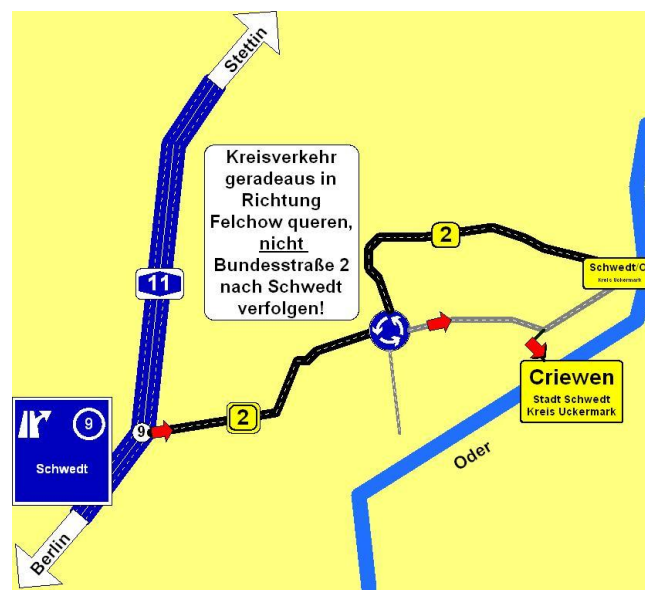 Stettin
Kreisverkehr
geradeaus in
Richtung
Felchow queren,
nicht
Bundesstraße 2
nach Schwedt
verfolgen!
2
Schwedt/O
Kreis Uckermark
11
Criewen
Stadt Schwedt
Kreis Uckermark
9
Schwedt
9
2
Oder
Berlin